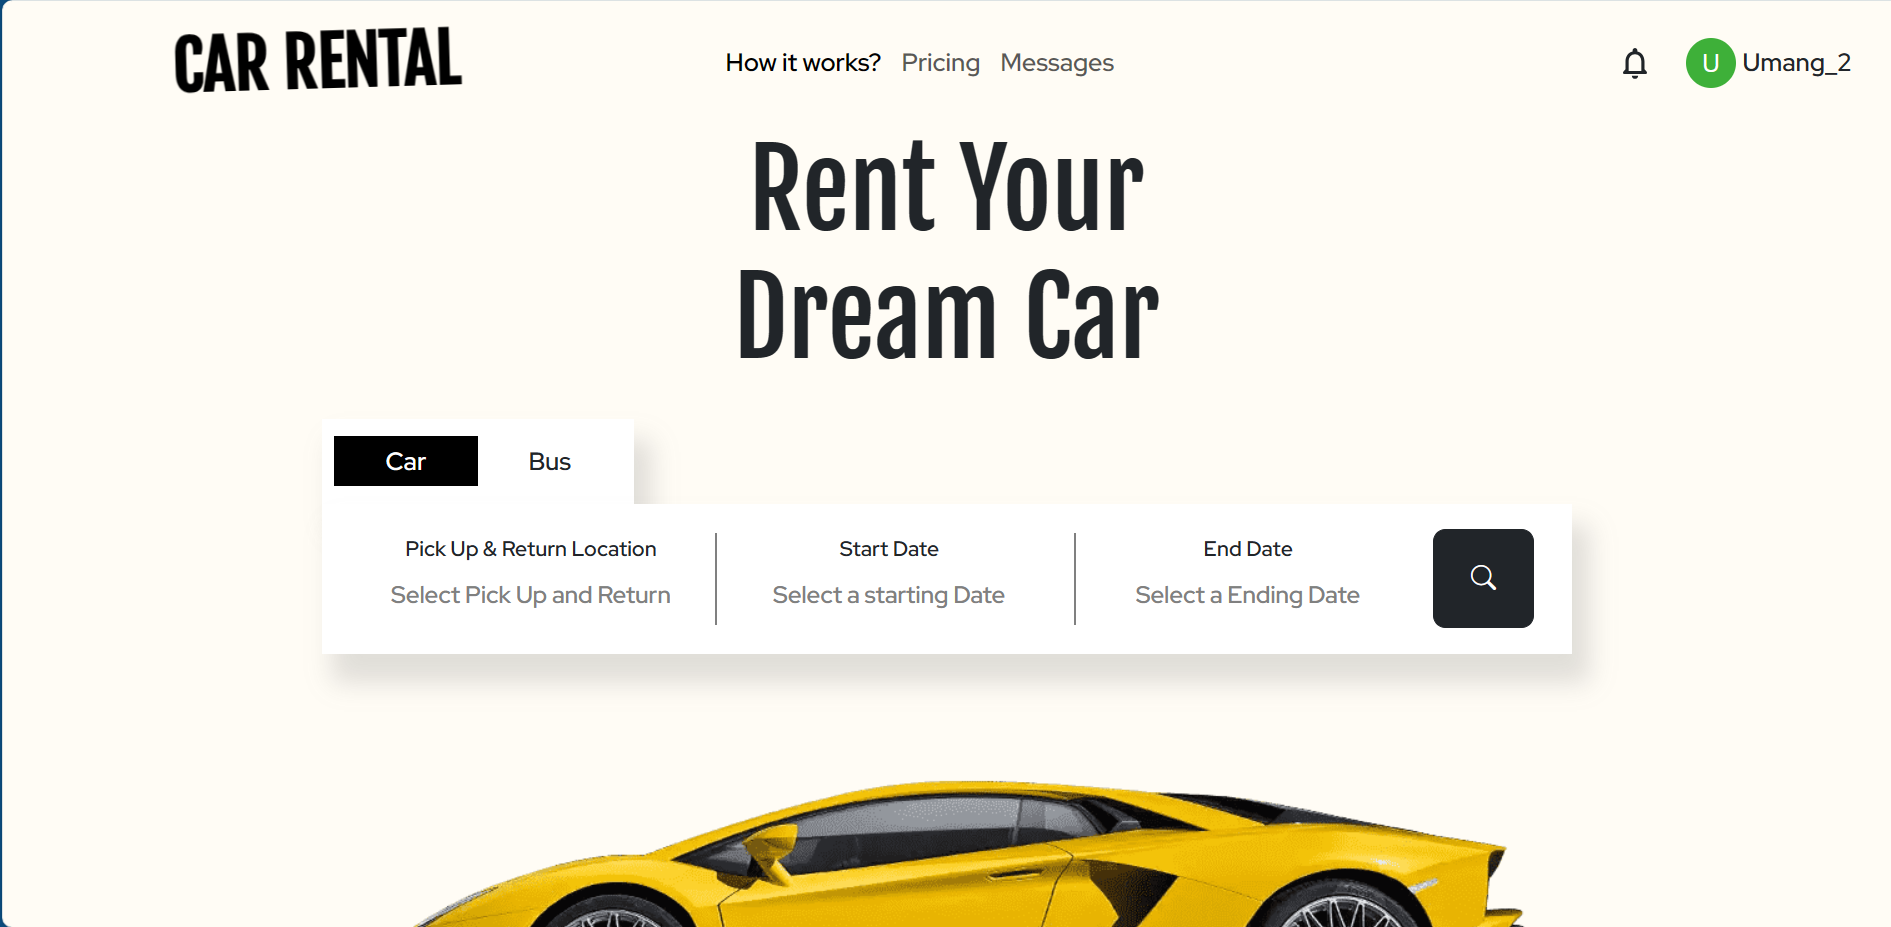 CAR RENTAL
How it works? Pricing Messages
U Umang_2
Rent Your
Dream Car
Car Bus
Pick Up & Return Location
Select Pick Up and Return
Start Date
Select a starting Date
End Date
Select a Ending Date